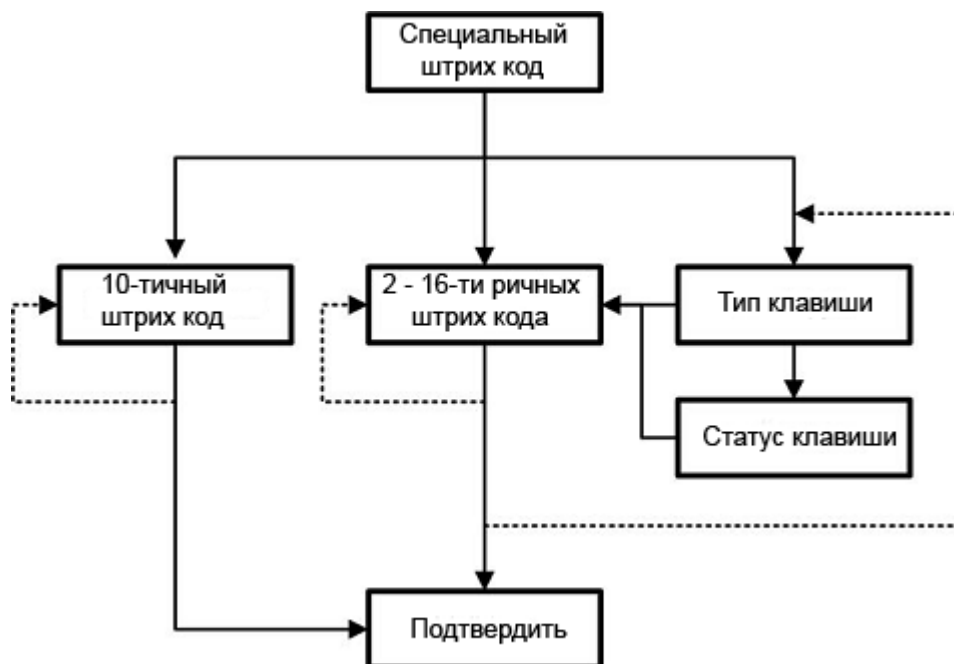 Специальный
штрих код
10-тичный
штрих код
2 - 16-ти ричных
штрих кода
Тип клавиши
Статус клавиши
Подтвердить